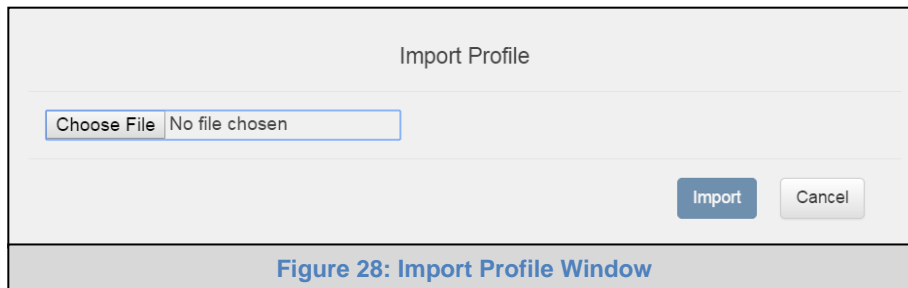 Import Profile
Choose File No file chosen
Import Cancel
Figure 28: Import Profile Window